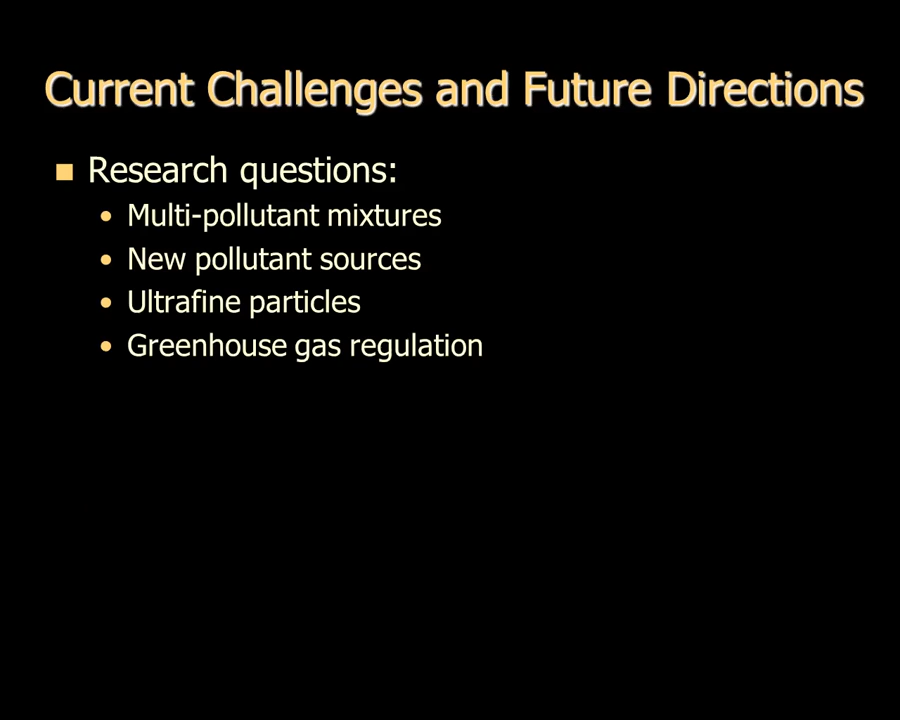 Current Challenges and Future Directions
Research questions:
Multi-pollutant mixtures
New pollutant sources
Ultrafine particles
Greenhouse gas regulation